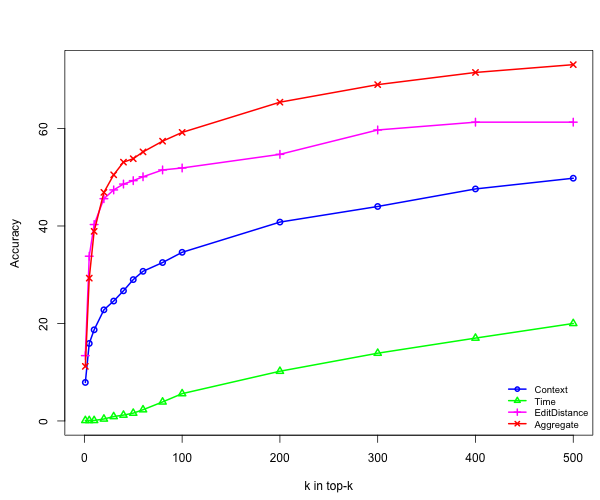 Accuracy
60
40
20
0
0 100 200 300 400 500
k in top-k
Context
Time
EditDistance
Aggregate